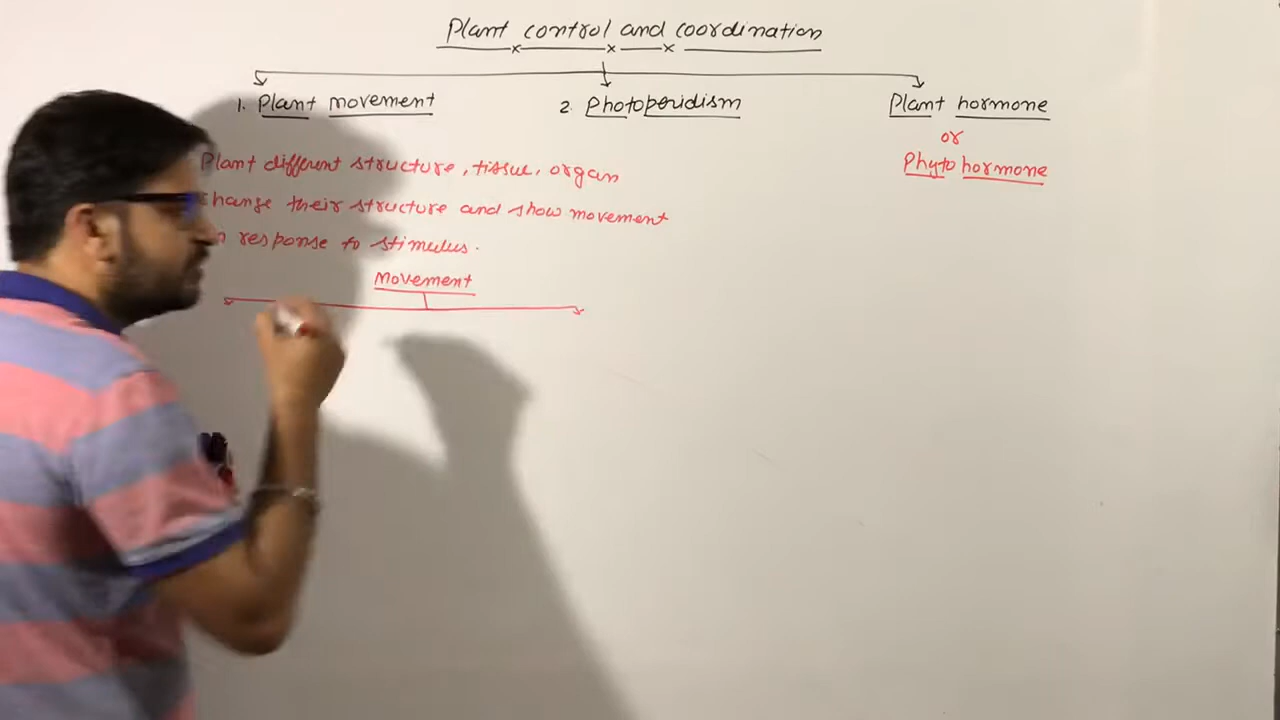 Plant control and coordination
1. Plant movement
2. Photoperidism
Plant hormone
or
Phyto hormone
Plant different structure, tissue, organ
hange their structure and show movement
response to stimulus.
Movement